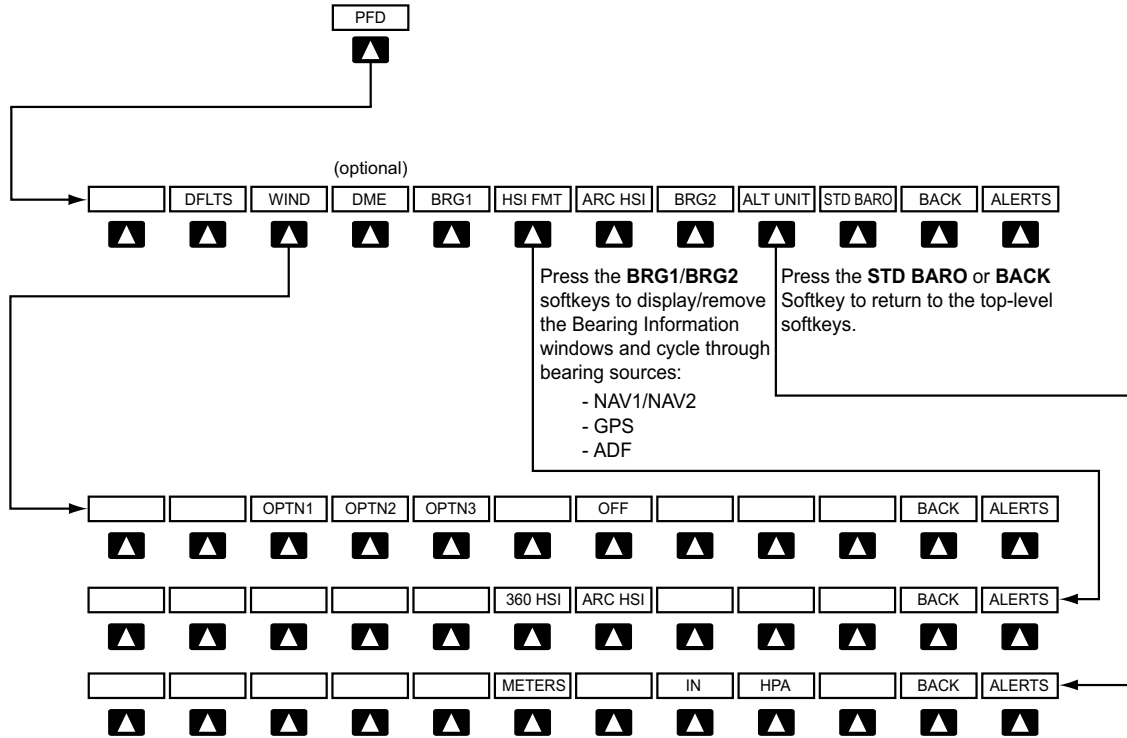 PFD
(optional)
DFLTS WIND DME BRG1 HSI FMT ARC HSI BRG2 ALT UNIT STD BARO BACK ALERTS
Press the BRG1/BRG2
softkeys to display/remove
the Bearing Information
windows and cycle through
bearing sources:
- NAV1/NAV2
- GPS
- ADF
Press the STD BARO or BACK
Softkey to return to the top-level
softkeys.
OPTN1 OPTN2 OPTN3 OFF BACK ALERTS
360 HSI ARC HSI BACK ALERTS
METERS IN HPA BACK ALERTS